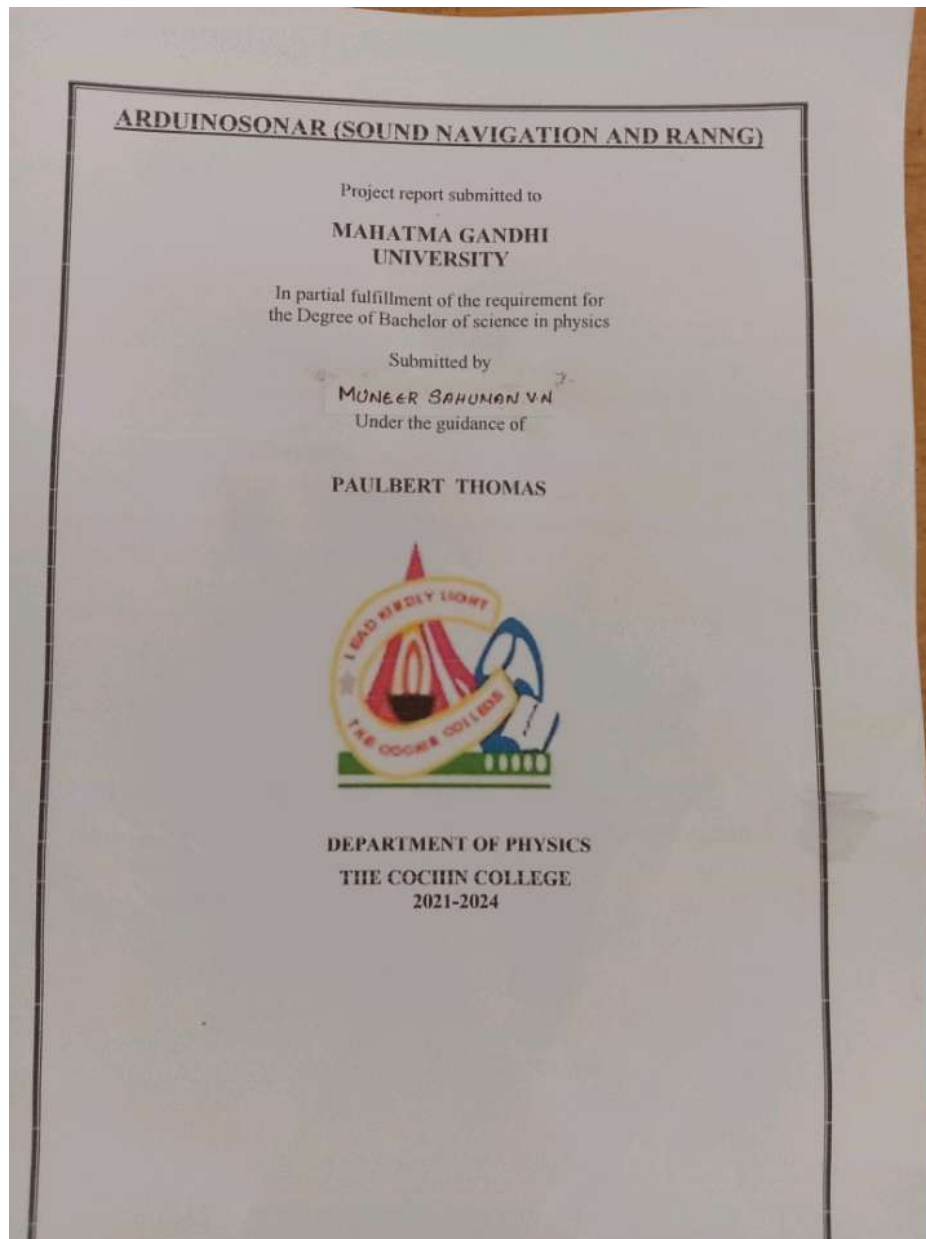 ARDUINOSONAR (SOUND NAVIGATION AND RANNG)
Project report submitted to
MAHATMA GANDHI
UNIVERSITY
In partial fulfillment of the requirement for
the Degree of Bachelor of science in physics
Submitted by
MUNEER SAHUMAN V.N
Under the guidance of
PAULBERT THOMAS
LEAD KINDLY LIGHT
THE COCHIN COLLEGE
DEPARTMENT OF PHYSICS
THE COCHIN COLLEGE
2021-2024